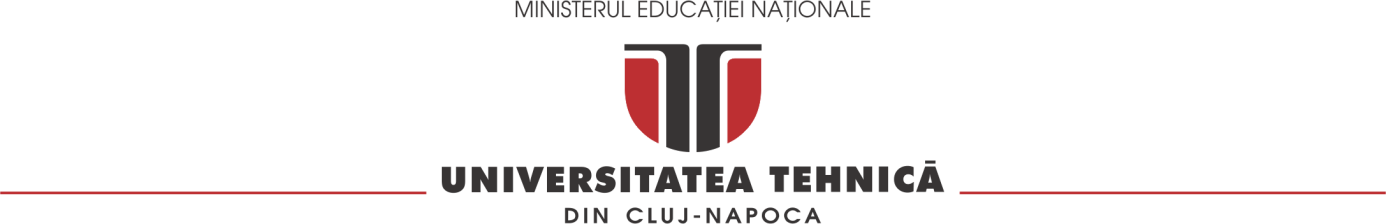 MINISTERUL EDUCAȚIEI NAȚIONALE
UNIVERSITATEA TEHNICĂ
DIN CLUJ-NAPOCA